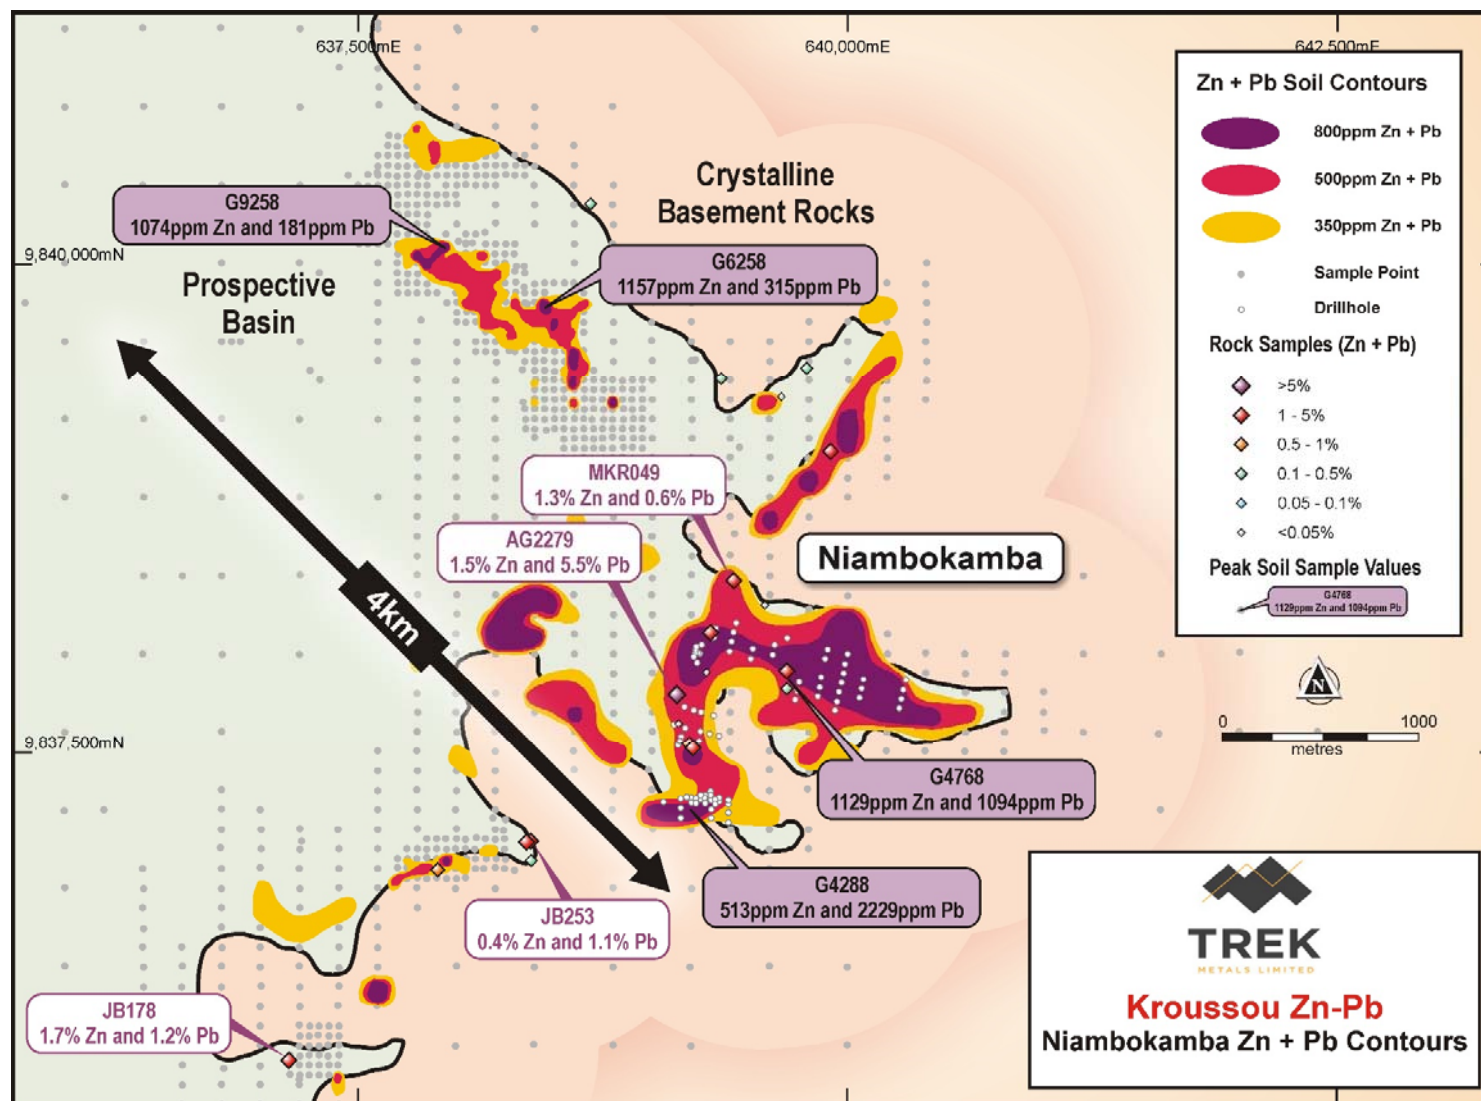 637,500mE
640,000mE
642,500mE
Zn + Pb Soil Contours
800ppm Zn + Pb
500ppm Zn + Pb
350ppm Zn + Pb
Sample Point
Drillhole
Rock Samples (Zn + Pb)
>5%
1 - 5%
0.5 - 1%
0.1 - 0.5%
0.05 - 0.1%
<0.05%
Peak Soil Sample Values
G4768
1129ppm Zn and 1094ppm Pb
Crystalline
Basement Rocks
G9258
1074ppm Zn and 181ppm Pb
9,840,000mN
G6258
1157ppm Zn and 315ppm Pb
Prospective
Basin
MKR049
1.3% Zn and 0.6% Pb
AG2279
1.5% Zn and 5.5% Pb
Niambokamba
4km
N
0 1000
metres
9,837,500mN
G4768
1129ppm Zn and 1094ppm Pb
G4288
513ppm Zn and 2229ppm Pb
JB253
0.4% Zn and 1.1% Pb
JB178
1.7% Zn and 1.2% Pb
TREK
METALS LIMITED
Kroussou Zn-Pb
Niambokamba Zn + Pb Contours